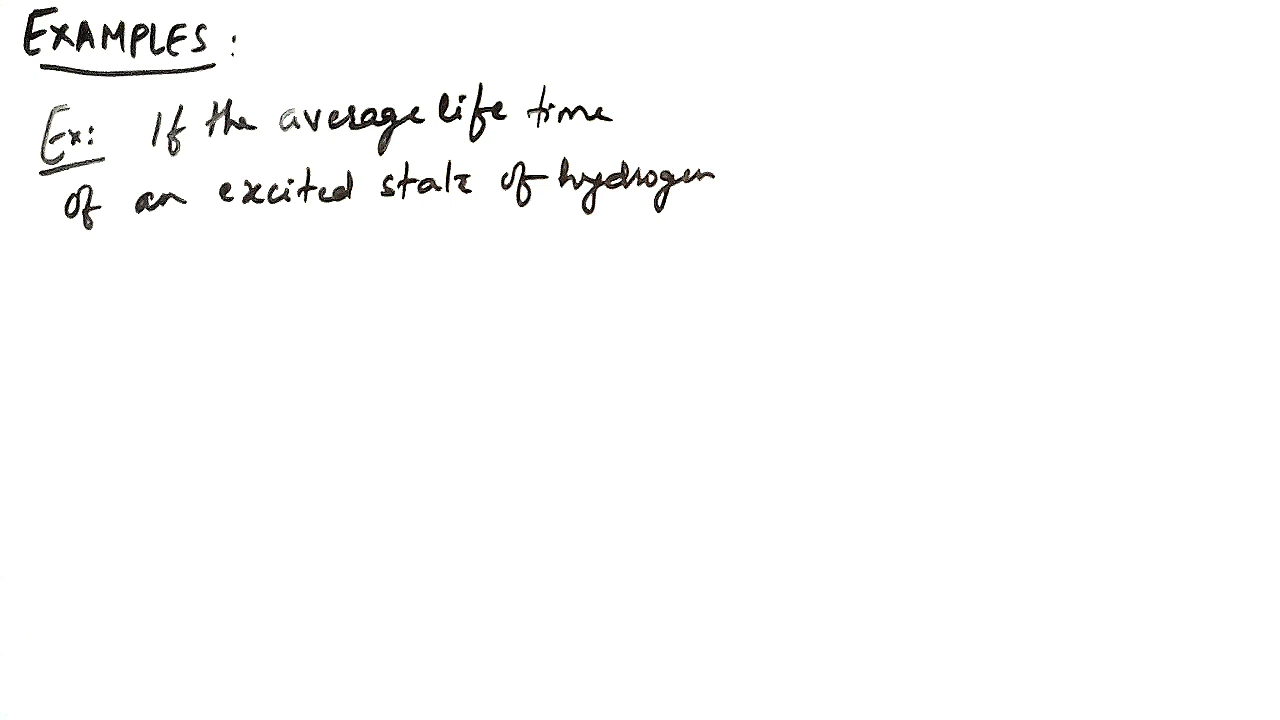 EXAMPLES:
Ex: If the average life time
of an excited state of hydrogen